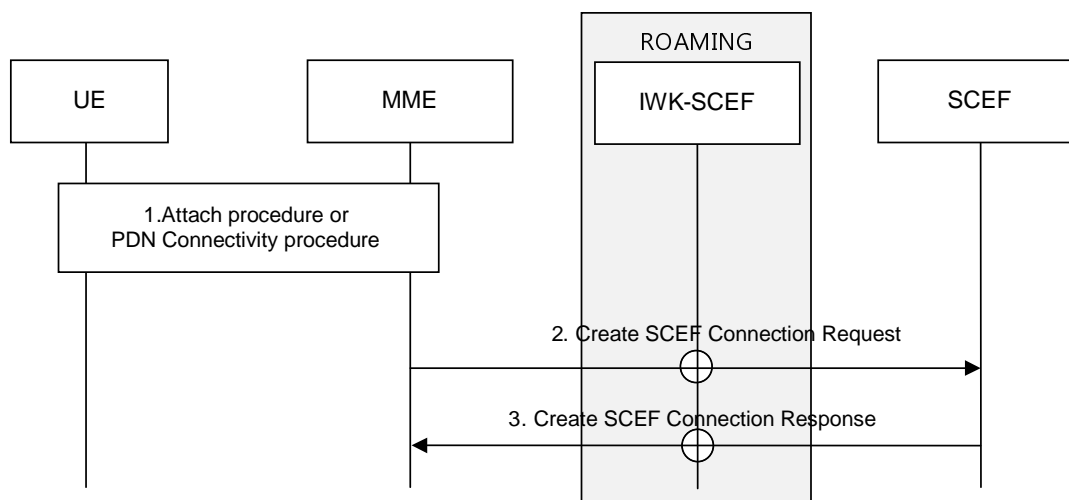 ROAMING
UE
MME
IWK-SCEF
SCEF
1.Attach procedure or
PDN Connectivity procedure
2. Create SCEF Connection Request
3. Create SCEF Connection Response